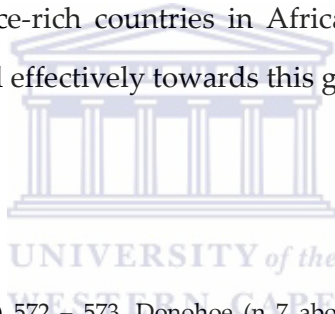 ce-rich countries in Africa
l effectively towards this g
UNIVERSITY of the
) 572 – 573, Donohoe (n 7 abo
WESTERN CAPE